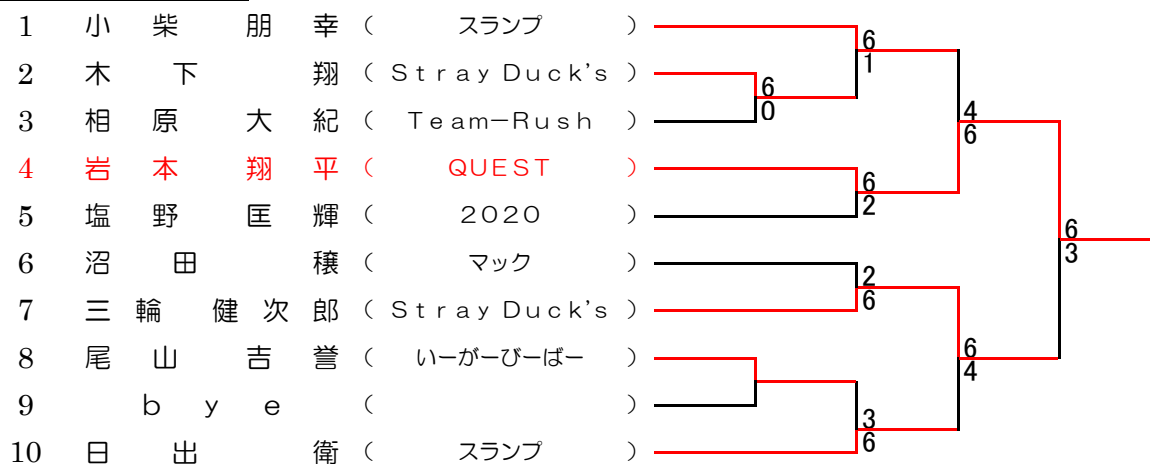 1 小柴 朋幸 ( スランプ ) 6
1
2 木下 翔 ( Stray Duck's ) 6
3 相原 大紀 ( Team-Rush ) 0
4
6
4 岩本 翔平 ( QUEST ) 6
5 塩野 匡輝 ( 2020 ) 2
6
3
6 沼田 穣 ( マック ) 2
7 三輪 健次郎 ( Stray Duck's ) 6
8 尾山 吉誉 ( いーがーびーばー ) 6
4
9 bye ( )
3
10 日出 衛 ( スランプ ) 6